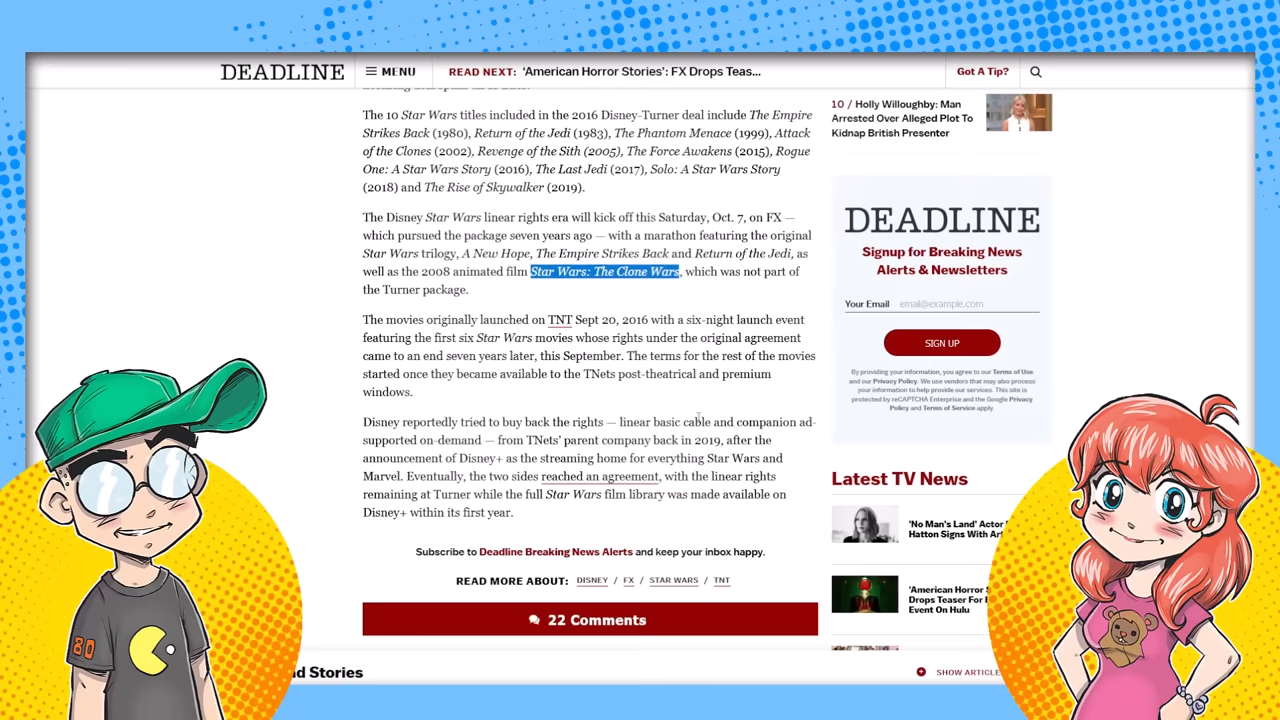 DEADLINE
MENU
READ NEXT: 'American Horror Stories': FX Drops Teas...
Got A Tip?
The 10 Star Wars titles included in the 2016 Disney-Turner deal include The Empire
Strikes Back (1980), Return of the Jedi (1983), The Phantom Menace (1999), Attack
of the Clones (2002), Revenge of the Sith (2005), The Force Awakens (2015), Rogue
One: A Star Wars Story (2016), The Last Jedi (2017), Solo: A Star Wars Story
(2018) and The Rise of Skywalker (2019).
The Disney Star Wars linear rights era will kick off this Saturday, Oct. 7, on FX —
which pursued the package seven years ago — with a marathon featuring the original
Star Wars trilogy, A New Hope, The Empire Strikes Back and Return of the Jedi, as
well as the 2008 animated film Star Wars: The Clone Wars, which was not part of
the Turner package.
The movies originally launched on TNT Sept 20, 2016 with a six-night launch event
featuring the first six Star Wars movies whose rights under the original agreement
came to an end seven years later, this September. The terms for the rest of the movies
started once they became available to the TNets post-theatrical and premium
windows.
Disney reportedly tried to buy back the rights — linear basic cable and companion ad-
supported on-demand — from TNets' parent company back in 2019, after the
announcement of Disney+ as the streaming home for everything Star Wars and
Marvel. Eventually, the two sides reached an agreement, with the linear rights
remaining at Turner while the full Star Wars film library was made available on
Disney+ within its first year.
Subscribe to Deadline Breaking News Alerts and keep your inbox happy.
READ MORE ABOUT: DISNEY / FX / STAR WARS / TNT
22 Comments
d Stories
SHOW ARTICLE
10 / Holly Willoughby: Man
Arrested Over Alleged Plot To
Kidnap British Presenter
DEADLINE
Signup for Breaking News
Alerts & Newsletters
Your Email email@example.com
SIGN UP
By providing your information, you agree to our Terms of Use
and our Privacy Policy. We use vendors that may also process
your information to help provide our services. This site is
protected by reCAPTCHA Enterprise and the Google Privacy
Policy and Terms of Service apply.
Latest TV News
'No Man's Land' Actor
Hatton Signs With Art
'American Horror S
Drops Teaser For
Event On Hulu
80